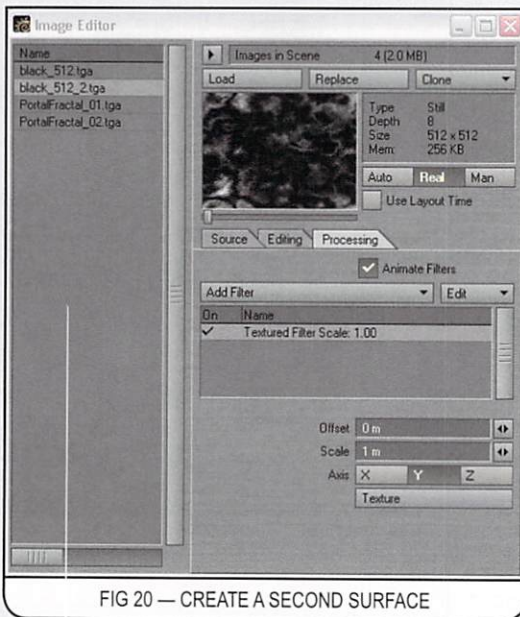 Image Editor
Name
black_512.tga
black_512_2.tga
PortalFractal_01.tga
PortalFractal_02.tga
Images in Scene 4 (2.0 MB)
Load Replace Clone
Type Still
Depth 8
Size 512 x 512
Mem: 256 KB
Auto Real Man
Use Layout Time
Source Editing Processing
Animate Filters
Add Filter Edit
On Name
Textured Filter Scale: 1.00
Offset 0 m
Scale 1 m
Axis X Y Z
Texture
FIG 20 — CREATE A SECOND SURFACE